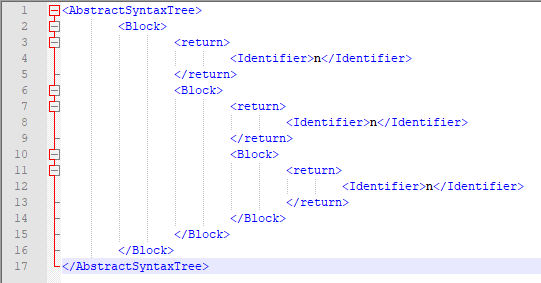 1 <AbstractSyntaxTree>
2 <Block>
3 <return>
4 <Identifier>n</Identifier>
5 </return>
6 <Block>
7 <return>
8 <Identifier>n</Identifier>
9 </return>
10 <Block>
11 <return>
12 <Identifier>n</Identifier>
13 </return>
14 </Block>
15 </Block>
16 </Block>
17 </AbstractSyntaxTree>